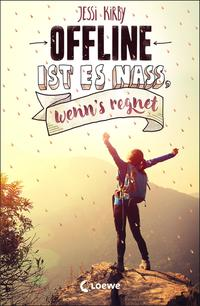 JESSI KIRBY
OFFLINE
IST ES NASS,
wenn's regnet
Loewe